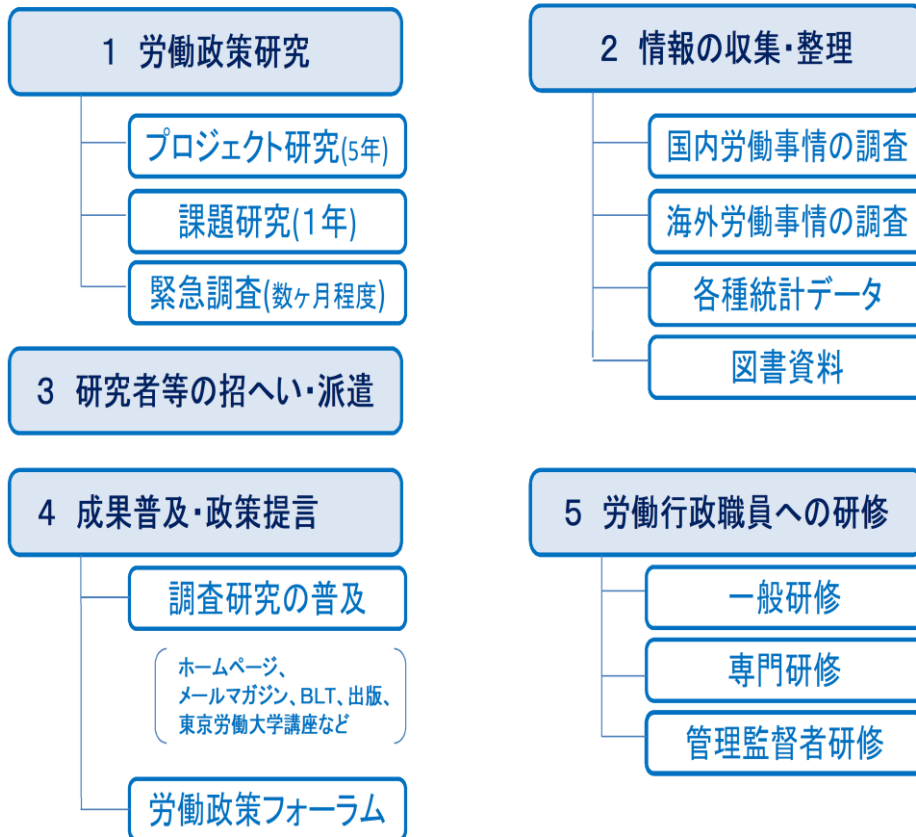 1 労働政策研究
プロジェクト研究(5年)
課題研究(1年)
緊急調査(数ヶ月程度)
2 情報の収集・整理
国内労働事情の調査
海外労働事情の調査
各種統計データ
図書資料
3 研究者等の招へい・派遣
4 成果普及・政策提言
調査研究の普及
ホームページ、
メールマガジン、BLT、出版、
東京労働大学講座など
労働政策フォーラム
5 労働行政職員への研修
一般研修
専門研修
管理監督者研修